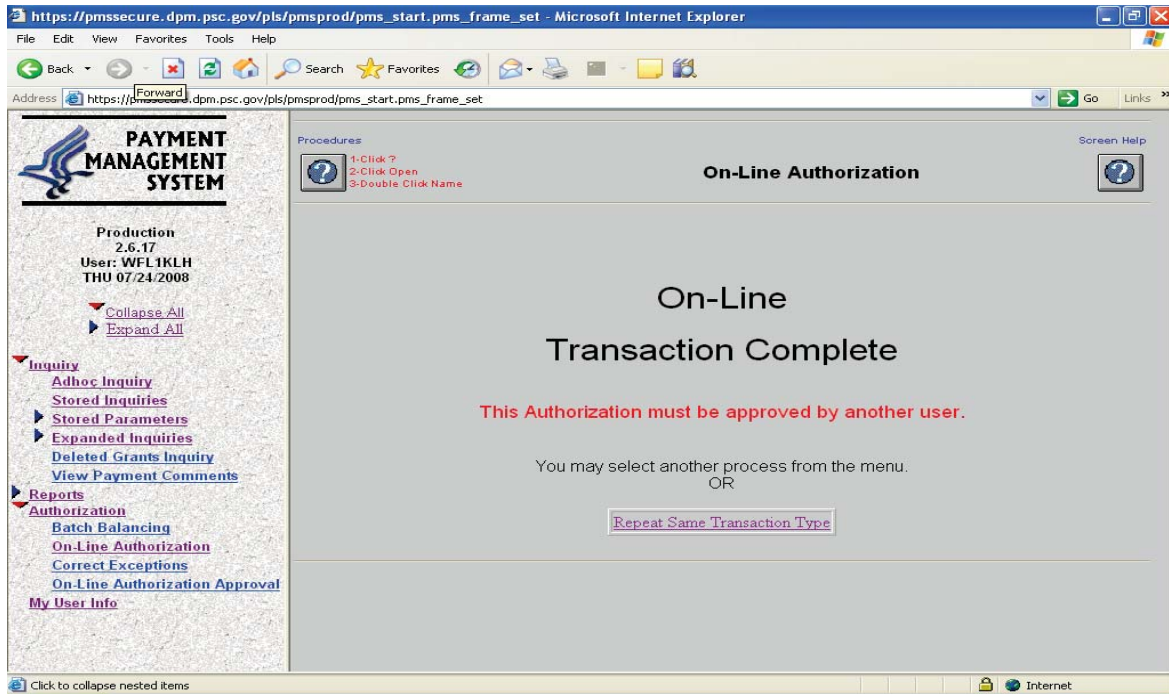 https://pmssecure.dpm.psc.gov/pls/pmsprod/pms_start.pms_frame_set - Microsoft Internet Explorer
File Edit View Favorites Tools Help
Back Search Favorites
Forward
Address https://pmssecure.dpm.psc.gov/pls/pmsprod/pms_start.pms_frame_set Go Links »
PAYMENT
MANAGEMENT
SYSTEM
Production
2.6.17
User: WFL1KLH
THU 07/24/2008
Collapse All
Expand All
Inquiry
Adhoc Inquiry
Stored Inquiries
Stored Parameters
Expanded Inquiries
Deleted Grants Inquiry
View Payment Comments
Reports
Authorization
Batch Balancing
On-Line Authorization
Correct Exceptions
On-Line Authorization Approval
My User Info
Procedures
1-Click ?
2-Click Open
3-Double Click Name
On-Line Authorization
Screen Help
On-Line
Transaction Complete
This Authorization must be approved by another user.
You may select another process from the menu.
OR
Repeat Same Transaction Type
Click to collapse nested items
Internet